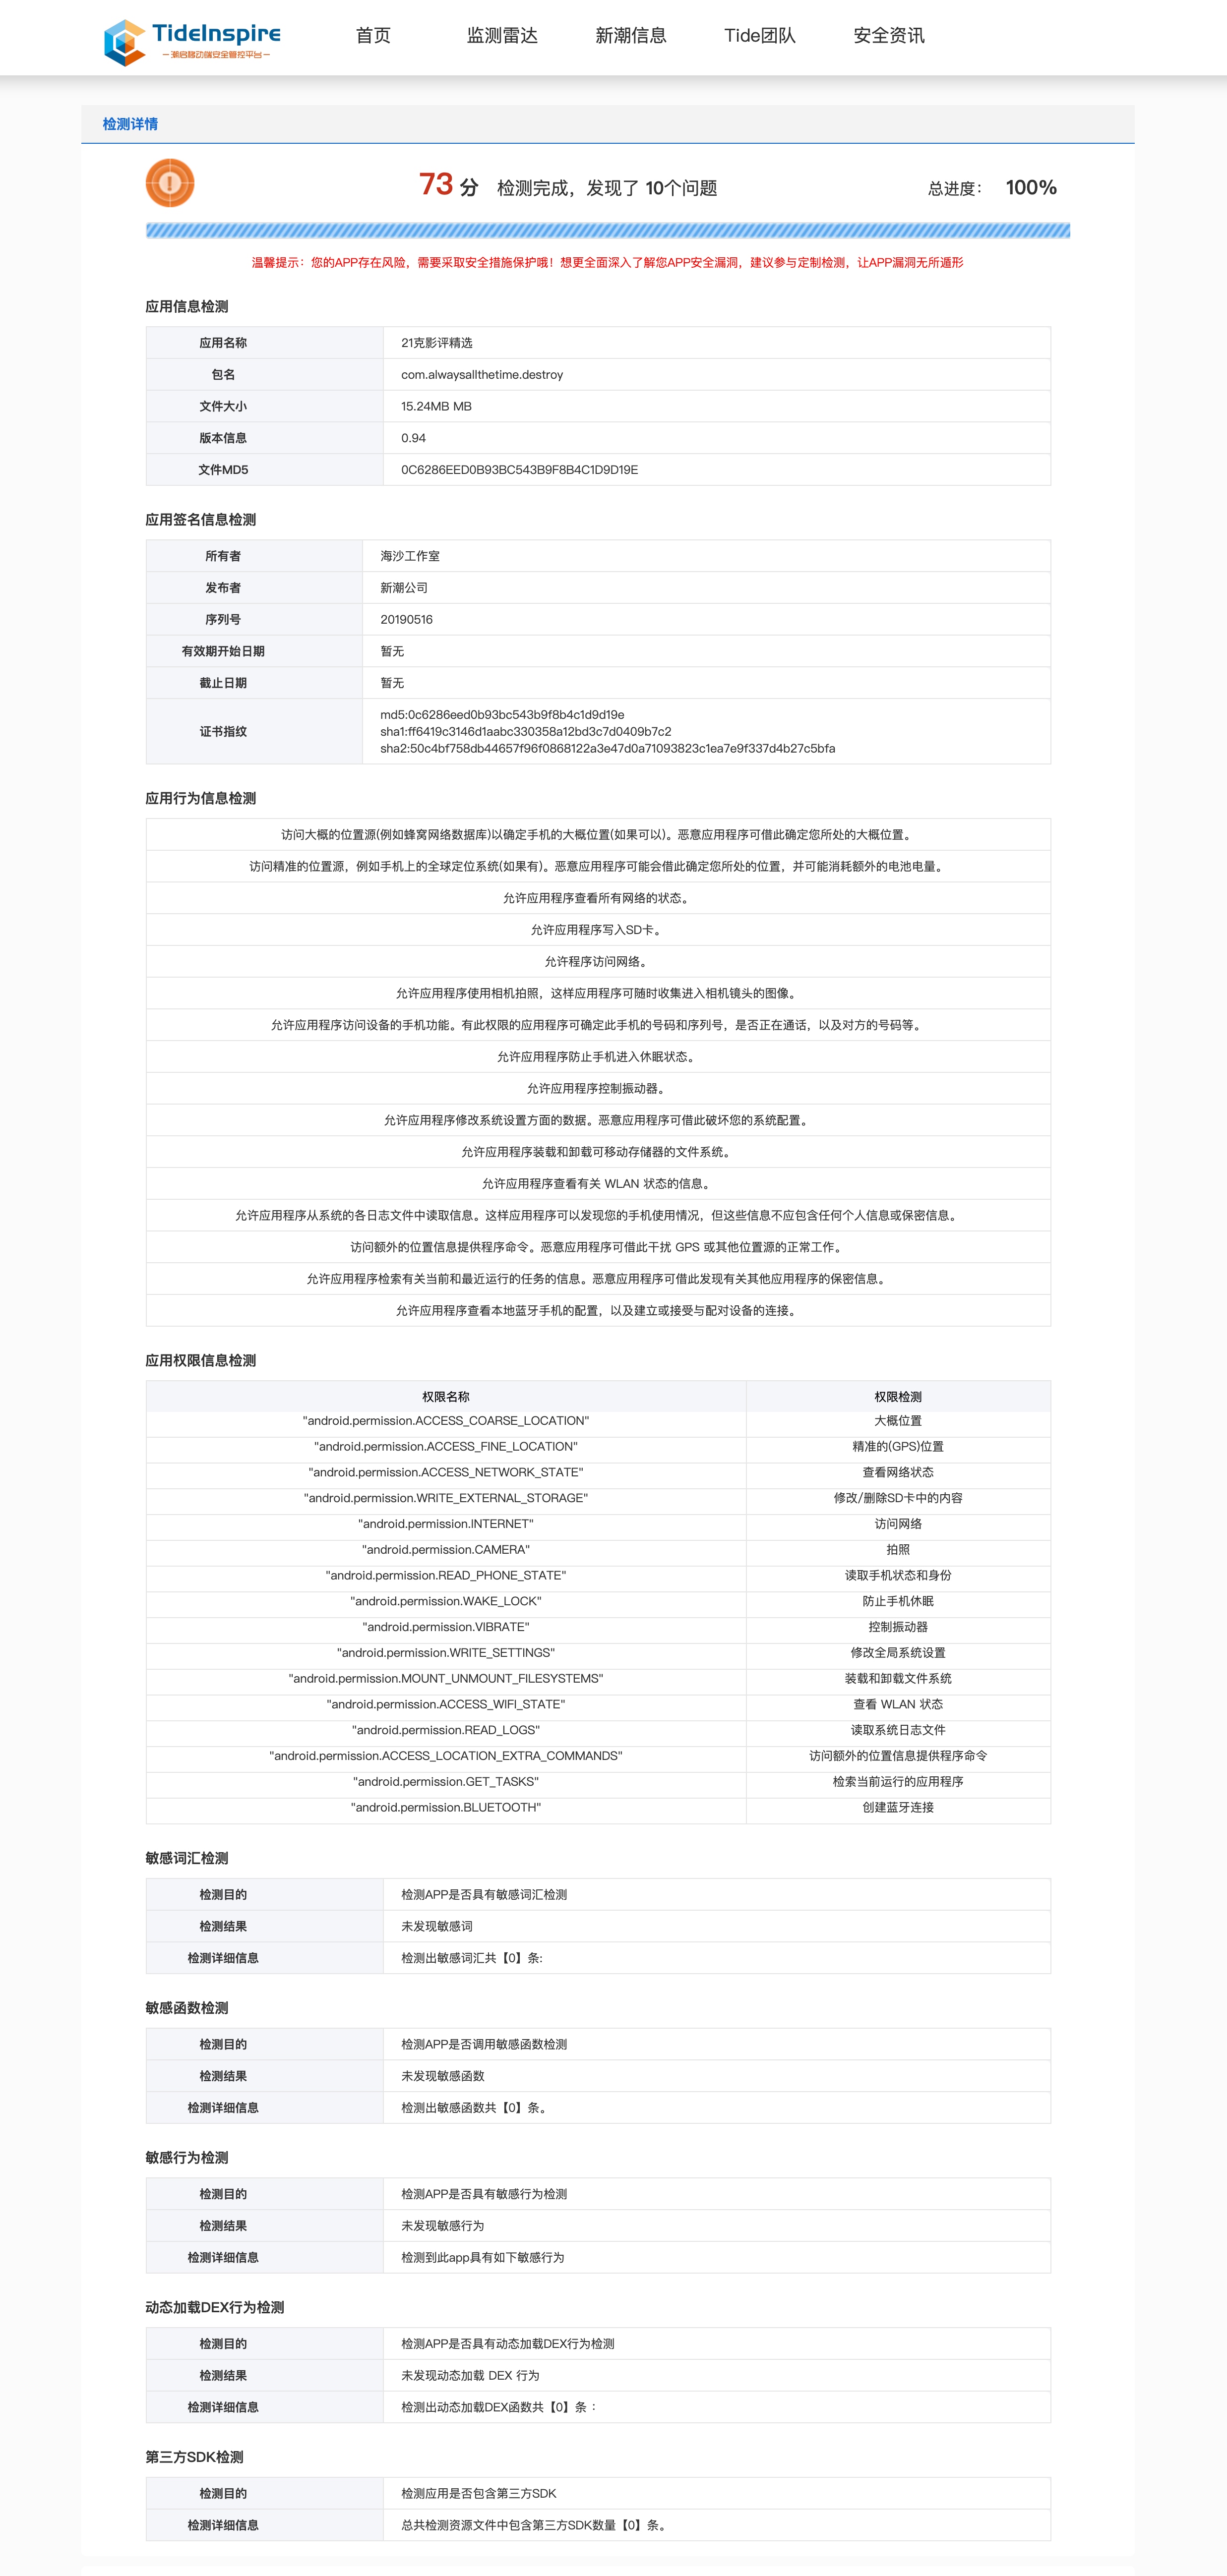 TideInspire
潮启移动端安全管控平台
首页 监测雷达 新潮信息 Tide团队 安全资讯
检测详情
73 分 检测完成，发现了 10个问题 总进度： 100%
温馨提示：您的APP存在风险，需要采取安全措施保护哦！想更全面深入了解您APP安全漏洞，建议参与定制检测，让APP漏洞无所遁形
应用信息检测
应用名称 21克影评精选
包名 com.alwaysallthetime.destroy
文件大小 15.24MB MB
版本信息 0.94
文件MD5 0C6286EED0B93BC543B9F8B4C1D9D19E
应用签名信息检测
所有者 海沙工作室
发布者 新潮公司
序列号 20190516
有效期开始日期 暂无
截止日期 暂无
证书指纹
md5:0c6286eed0b93bc543b9f8b4c1d9d19e
sha1:ff6419c3146d1aabc330358a12bd3c7d0409b7c2
sha2:50c4bf758db44657f96f0868122a3e47d0a71093823c1ea7e9f337d4b27c5bfa
应用行为信息检测
访问大概的位置源(例如蜂窝网络数据库)以确定手机的大概位置(如果可以)。恶意应用程序可借此确定您所处的大概位置。
访问精准的位置源，例如手机上的全球定位系统(如果有)。恶意应用程序可能会借此确定您所处的位置，并可能消耗额外的电池电量。
允许应用程序查看所有网络的状态。
允许应用程序写入SD卡。
允许程序访问网络。
允许应用程序使用相机拍照，这样应用程序可随时收集进入相机镜头的图像。
允许应用程序访问设备的手机功能。有此权限的应用程序可确定此手机的号码和序列号，是否正在通话，以及对方的号码等。
允许应用程序防止手机进入休眠状态。
允许应用程序控制振动器。
允许应用程序修改系统设置方面的数据。恶意应用程序可借此破坏您的系统配置。
允许应用程序装载和卸载可移动存储器的文件系统。
允许应用程序查看有关 WLAN 状态的信息。
允许应用程序从系统的各日志文件中读取信息。这样应用程序可以发现您的手机使用情况，但这些信息不应包含任何个人信息或保密信息。
访问额外的位置信息提供程序命令。恶意应用程序可借此干扰 GPS 或其他位置源的正常工作。
允许应用程序检索有关当前和最近运行的任务的信息。恶意应用程序可借此发现有关其他应用程序的保密信息。
允许应用程序查看本地蓝牙手机的配置，以及建立或接受与配对设备的连接。
应用权限信息检测
权限名称 权限检测
"android.permission.ACCESS_COARSE_LOCATION" 大概位置
"android.permission.ACCESS_FINE_LOCATION" 精准的(GPS)位置
"android.permission.ACCESS_NETWORK_STATE" 查看网络状态
"android.permission.WRITE_EXTERNAL_STORAGE" 修改/删除SD卡中的内容
"android.permission.INTERNET" 访问网络
"android.permission.CAMERA" 拍照
"android.permission.READ_PHONE_STATE" 读取手机状态和身份
"android.permission.WAKE_LOCK" 防止手机休眠
"android.permission.VIBRATE" 控制振动器
"android.permission.WRITE_SETTINGS" 修改全局系统设置
"android.permission.MOUNT_UNMOUNT_FILESYSTEMS" 装载和卸载文件系统
"android.permission.ACCESS_WIFI_STATE" 查看 WLAN 状态
"android.permission.READ_LOGS" 读取系统日志文件
"android.permission.ACCESS_LOCATION_EXTRA_COMMANDS" 访问额外的位置信息提供程序命令
"android.permission.GET_TASKS" 检索当前运行的应用程序
"android.permission.BLUETOOTH" 创建蓝牙连接
敏感词汇检测
检测目的 检测APP是否具有敏感词汇检测
检测结果 未发现敏感词
检测详细信息 检测出敏感词汇共【0】条:
敏感函数检测
检测目的 检测APP是否调用敏感函数检测
检测结果 未发现敏感函数
检测详细信息 检测出敏感函数共【0】条。
敏感行为检测
检测目的 检测APP是否具有敏感行为检测
检测结果 未发现敏感行为
检测详细信息 检测到此app具有如下敏感行为
动态加载DEX行为检测
检测目的 检测APP是否具有动态加载DEX行为检测
检测结果 未发现动态加载 DEX 行为
检测详细信息 检测出动态加载DEX函数共【0】条 :
第三方SDK检测
检测目的 检测应用是否包含第三方SDK
检测详细信息 总共检测资源文件中包含第三方SDK数量【0】条。